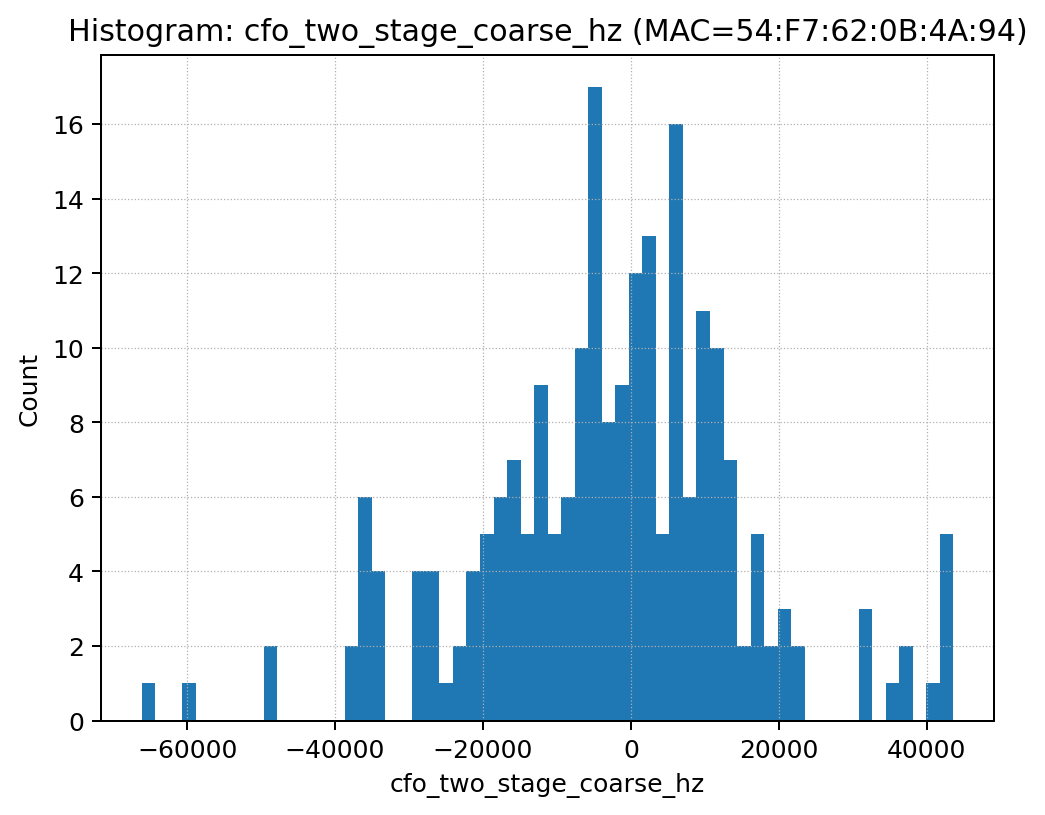 Histogram: cfo_two_stage_coarse_hz (MAC=54:F7:62:0B:4A:94)
16
14
12
10
8
6
4
2
0
Count
−60000 −40000 −20000 0 20000 40000
cfo_two_stage_coarse_hz